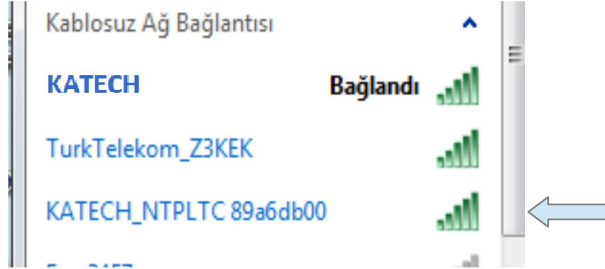 Kablosuz Ağ Bağlantısı
KATECH Bağlandı
TurkTelekom_Z3KEK
KATECH_NTPLTC 89a6db00